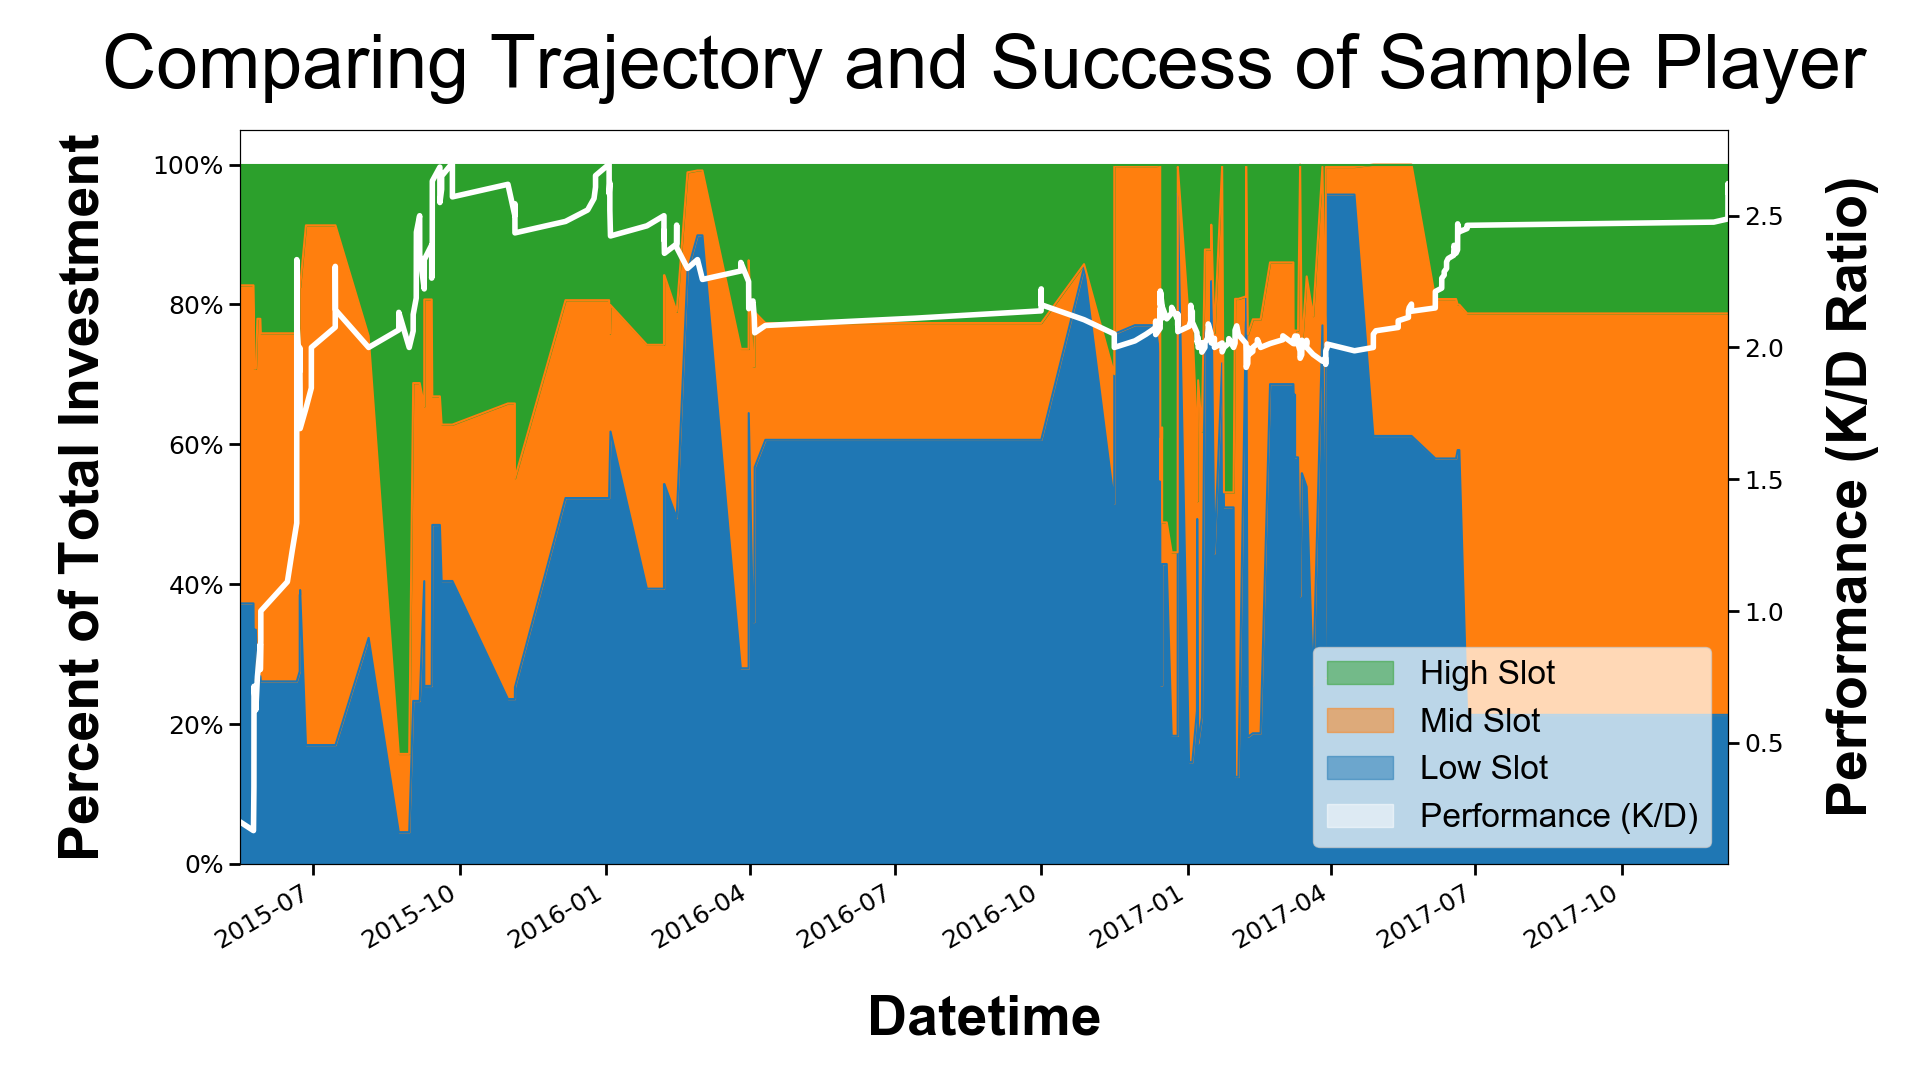 Comparing Trajectory and Success of Sample Player
Percent of Total Investment
100%
80%
60%
40%
20%
0%
2.5
2.0
1.5
1.0
0.5
Performance (K/D Ratio)
High Slot
Mid Slot
Low Slot
Performance (K/D)
2015-07
2015-10
2016-01
2016-04
2016-07
2016-10
2017-01
2017-04
2017-07
2017-10
Datetime